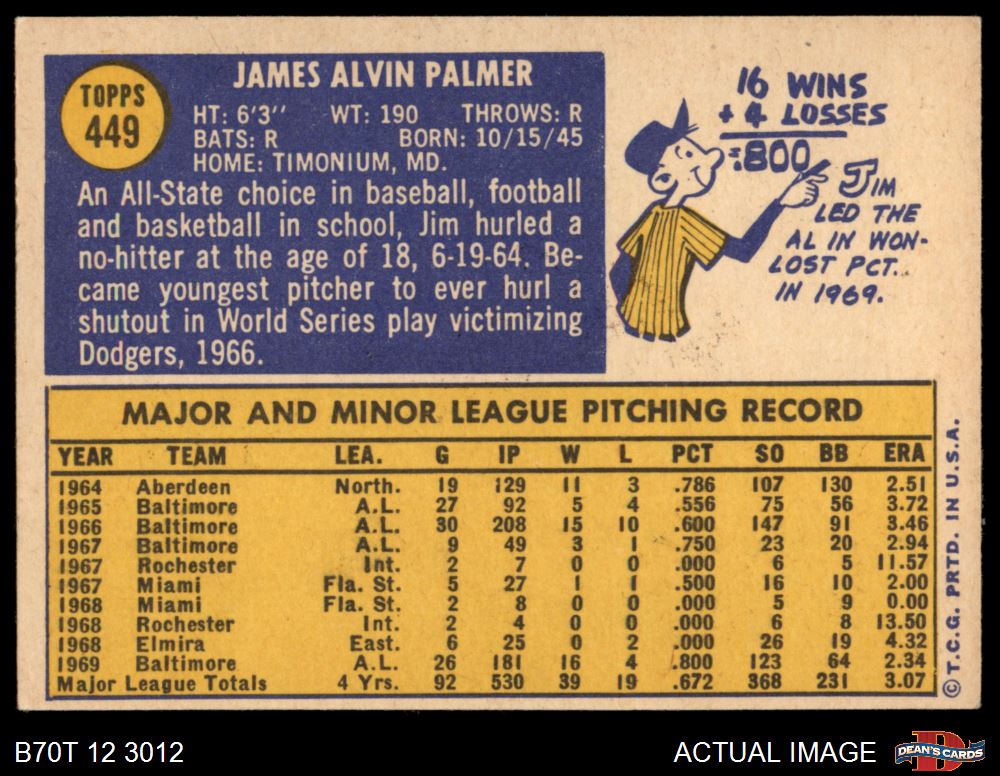 TOPPS
449
JAMES ALVIN PALMER
HT: 6'3'' WT: 190 THROWS: R
BATS: R BORN: 10/15/45
HOME: TIMONIUM, MD.
An All-State choice in baseball, football
and basketball in school, Jim hurled a
no-hitter at the age of 18, 6-19-64. Be-
came youngest pitcher to ever hurl a
shutout in World Series play victimizing
Dodgers, 1966.
16 WINS
+ 4 LOSSES
= .800
JIM
LED THE
AL IN WON-
LOST PCT.
IN 1969.
MAJOR AND MINOR LEAGUE PITCHING RECORD
YEAR TEAM LEA. G IP W L PCT SO BB ERA
1964 Aberdeen North. 19 129 11 3 .786 107 130 2.51
1965 Baltimore A.L. 27 92 5 4 .556 75 56 3.72
1966 Baltimore A.L. 30 208 15 10 .600 147 91 3.46
1967 Baltimore A.L. 9 49 3 1 .750 23 20 2.94
1967 Rochester Int. 2 7 0 0 .000 6 5 11.57
1967 Miami Fla. St. 5 27 1 1 .500 16 10 2.00
1968 Miami Fla. St. 2 8 0 0 .000 5 9 0.00
1968 Rochester Int. 2 4 0 0 .000 6 8 13.50
1968 Elmira East. 6 25 0 2 .000 26 19 4.32
1969 Baltimore A.L. 26 181 16 4 .800 123 64 2.34
Major League Totals 4 Yrs. 92 530 39 19 .672 368 231 3.07
© T.C.G. PRTD. IN U.S.A.
B70T 12 3012
ACTUAL IMAGE
DEAN'S CARDS